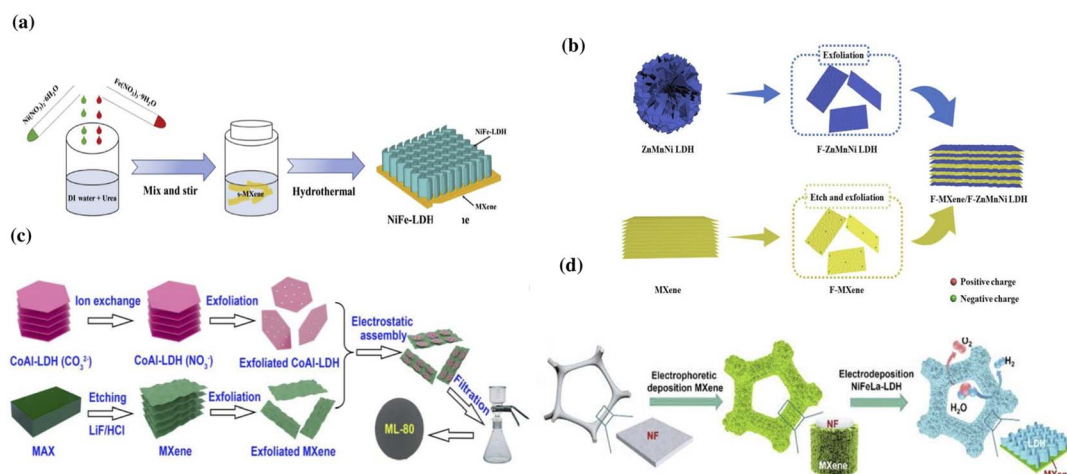 (a)
Ni(NO3)2·6H2O
Fe(NO3)3·9H2O
DI water + Urea
Mix and stir
s-MXene
Hydrothermal
NiFe-LDH
MXene
NiFe-LDH
ne
(b)
ZnMnNi LDH
Exfoliation
F-ZnMnNi LDH
MXene
Etch and exfoliation
F-MXene
F-MXene/F-ZnMnNi LDH
Positive charge
Negative charge
(c)
CoAl-LDH (CO₃²⁻)
Ion exchange
CoAl-LDH (NO₃⁻)
Exfoliation
Exfoliated CoAl-LDH
MAX
Etching
LiF/HCl
MXene
Exfoliation
Exfoliated MXene
Electrostatic
assembly
Filtration
ML-80
(d)
NF
Electrophoretic
deposition MXene
NF
MXene
Electrodeposition
NiFeLa-LDH
O₂
H₂
H₂O
LDH